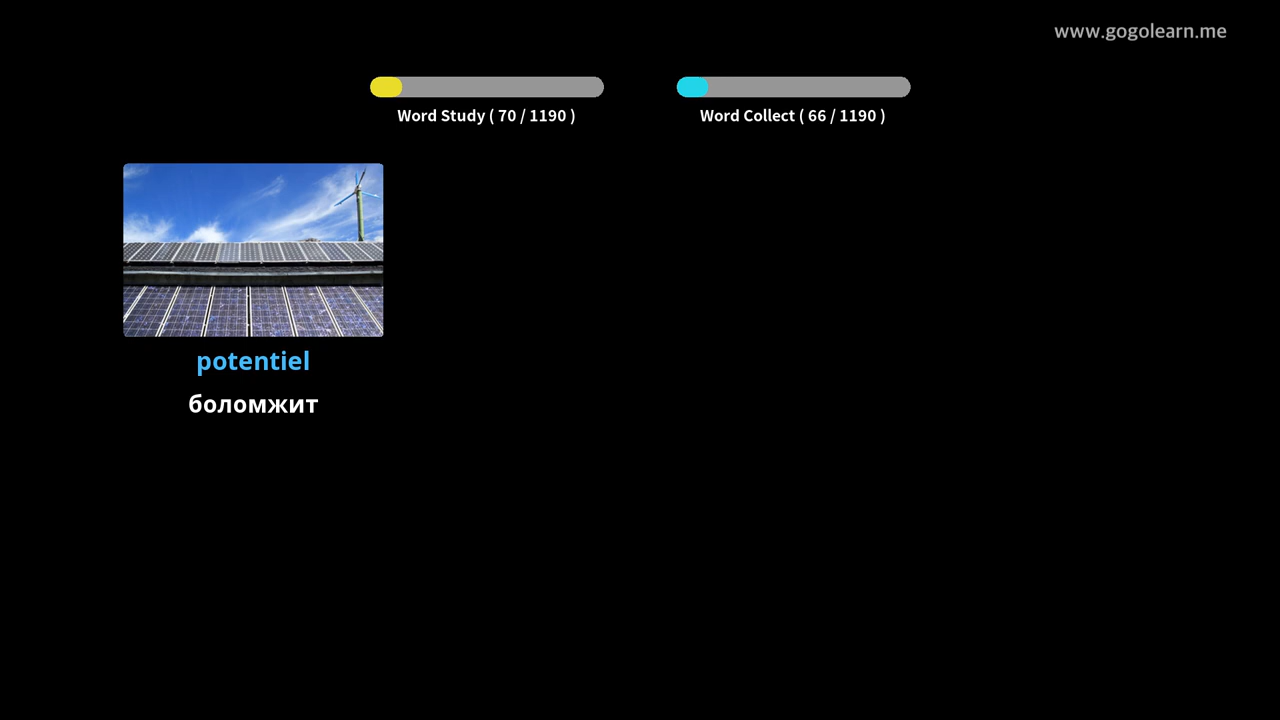 www.gogolearn.me
Word Study ( 70 / 1190 )
Word Collect ( 66 / 1190 )
potentiel
боломжит